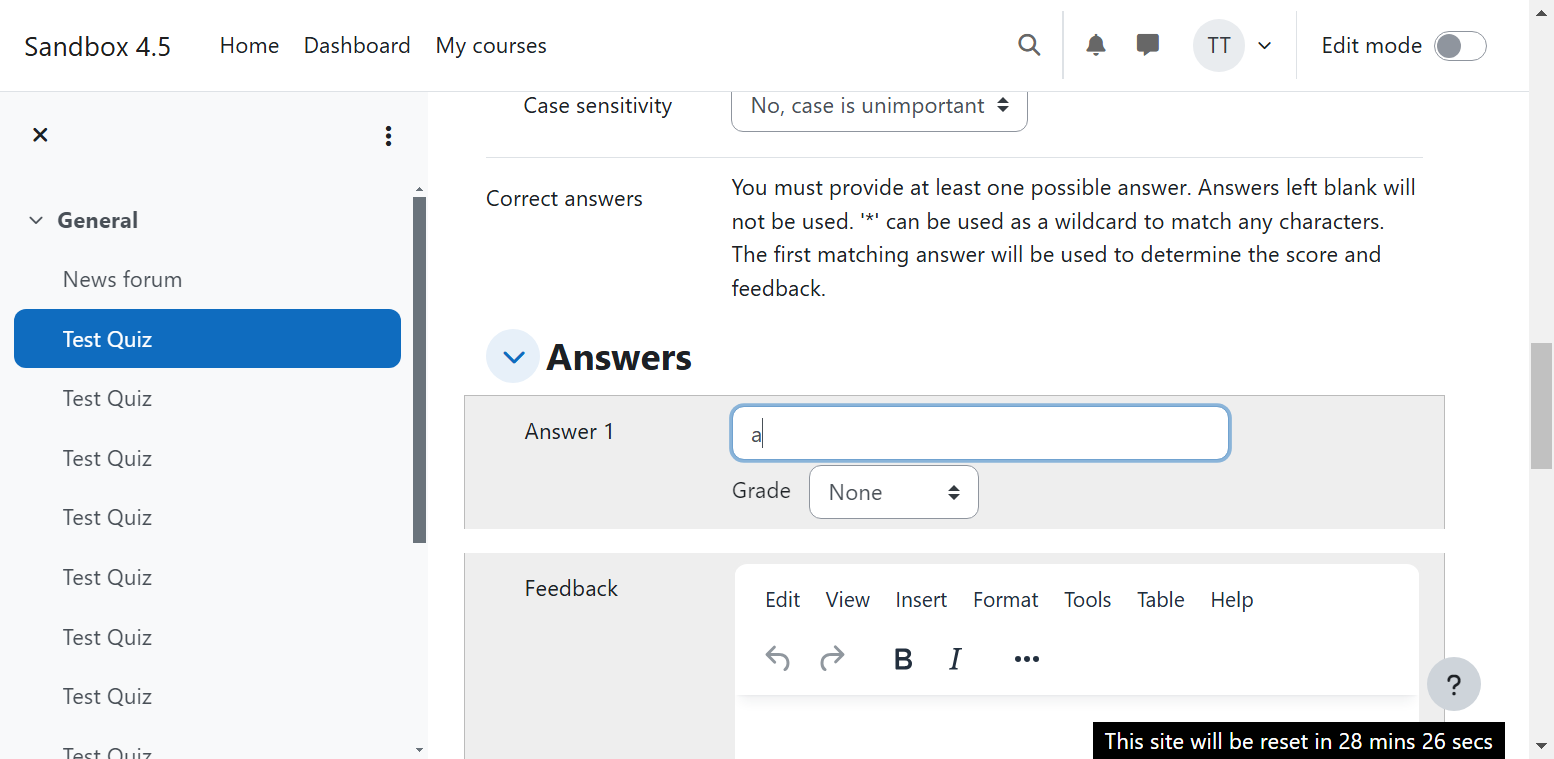 Sandbox 4.5 Home Dashboard My courses TT Edit mode
General
News forum
Test Quiz
Test Quiz
Test Quiz
Test Quiz
Test Quiz
Test Quiz
Test Quiz
Test Quiz
Case sensitivity No, case is unimportant
Correct answers You must provide at least one possible answer. Answers left blank will
not be used. '*' can be used as a wildcard to match any characters.
The first matching answer will be used to determine the score and
feedback.
Answers
Answer 1 a
Grade None
Feedback
Edit View Insert Format Tools Table Help
B I
?
This site will be reset in 28 mins 26 secs